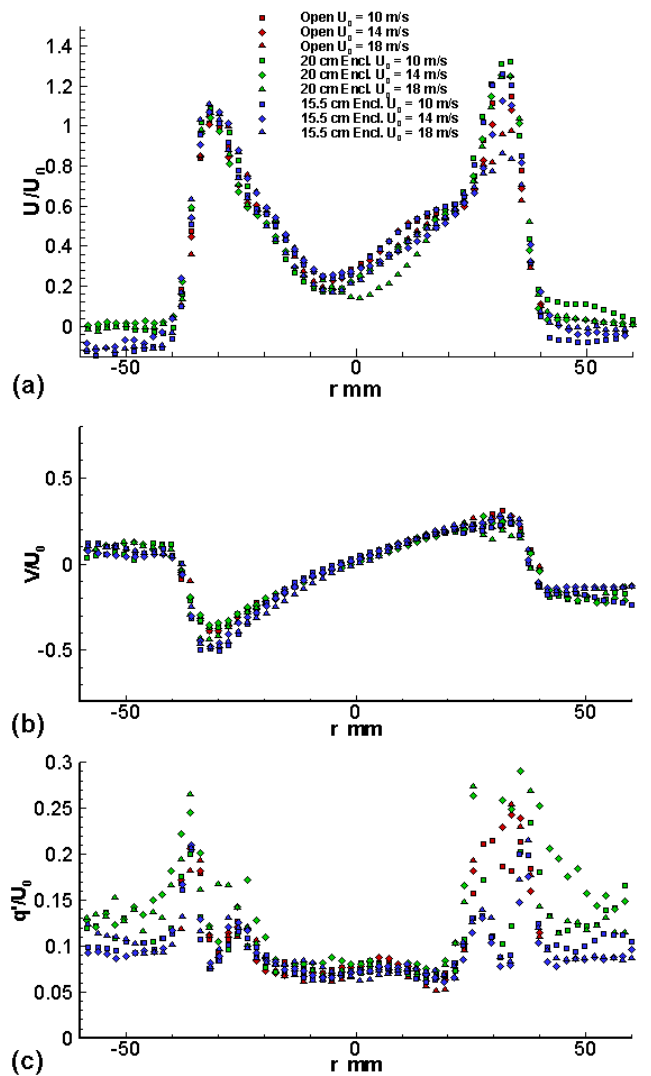 Open U₀ = 10 m/s
Open U₀ = 14 m/s
Open U₀ = 18 m/s
20 cm Encl. U₀ = 10 m/s
20 cm Encl. U₀ = 14 m/s
20 cm Encl. U₀ = 18 m/s
15.5 cm Encl. U₀ = 10 m/s
15.5 cm Encl. U₀ = 14 m/s
15.5 cm Encl. U₀ = 18 m/s
1.4
1.2
1
0.8
0.6
0.4
0.2
0
U/U₀
-50 0 50
r mm
(a)
0.5
0
-0.5
V/U₀
-50 0 50
r mm
(b)
0.3
0.25
0.2
0.15
0.1
0.05
0
q'/U₀
-50 0 50
r mm
(c)